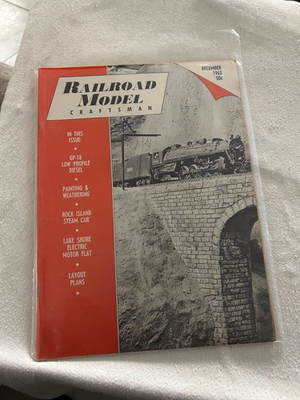 RAILROAD
MODEL
CRAFTSMAN
DECEMBER
1962
50c
IN THIS
ISSUE:
GP-18
LOW PROFILE
DIESEL
PAINTING &
WEATHERING
ROCK ISLAND
STEAM CAR
LAKE SHORE
ELECTRIC
MOTOR FLAT
LAYOUT
PLANS